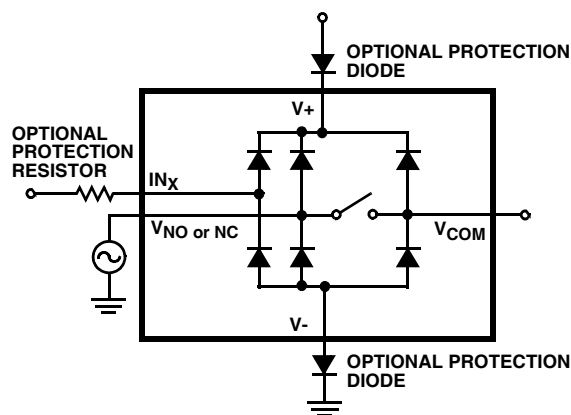 OPTIONAL PROTECTION
DIODE
V+
OPTIONAL
PROTECTION
RESISTOR
INX
VNO or NC
VCOM
V-
OPTIONAL PROTECTION
DIODE